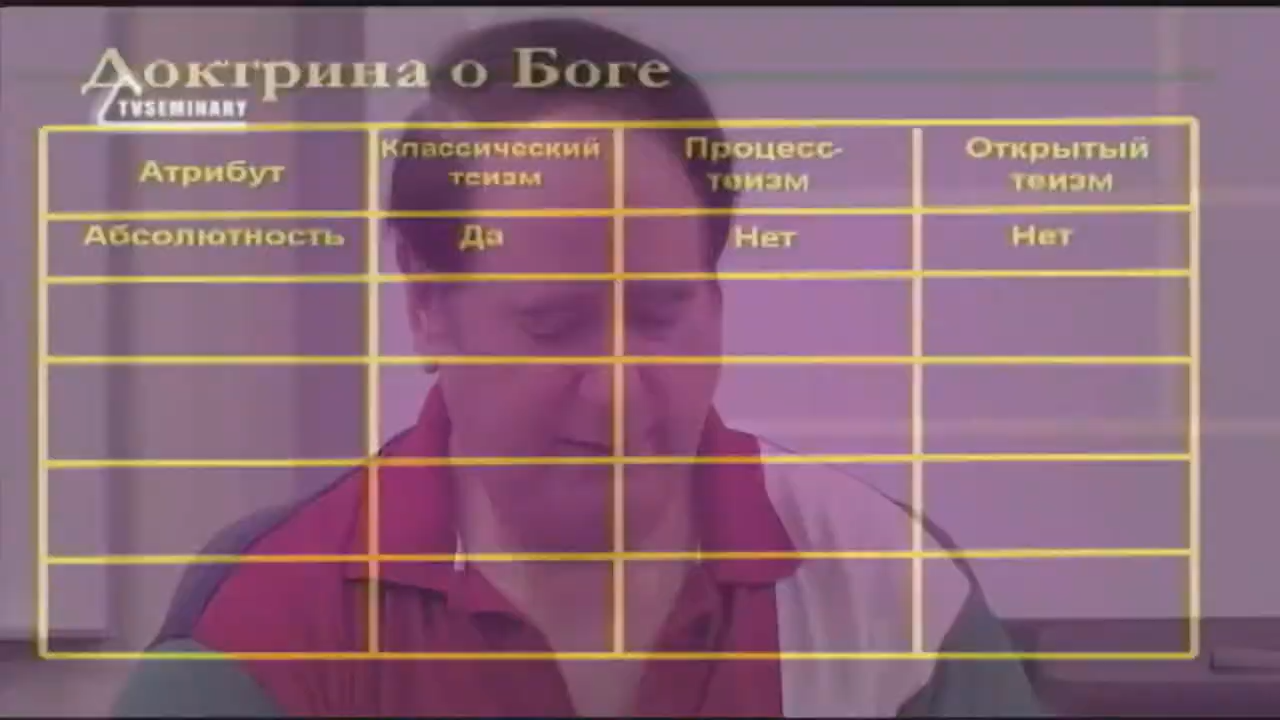 Доктрина о Боге
TVSEMINARY
Атрибут
Классический
теизм
Процесс-
теизм
Открытый
теизм
Абсолютность
Да
Нет
Нет